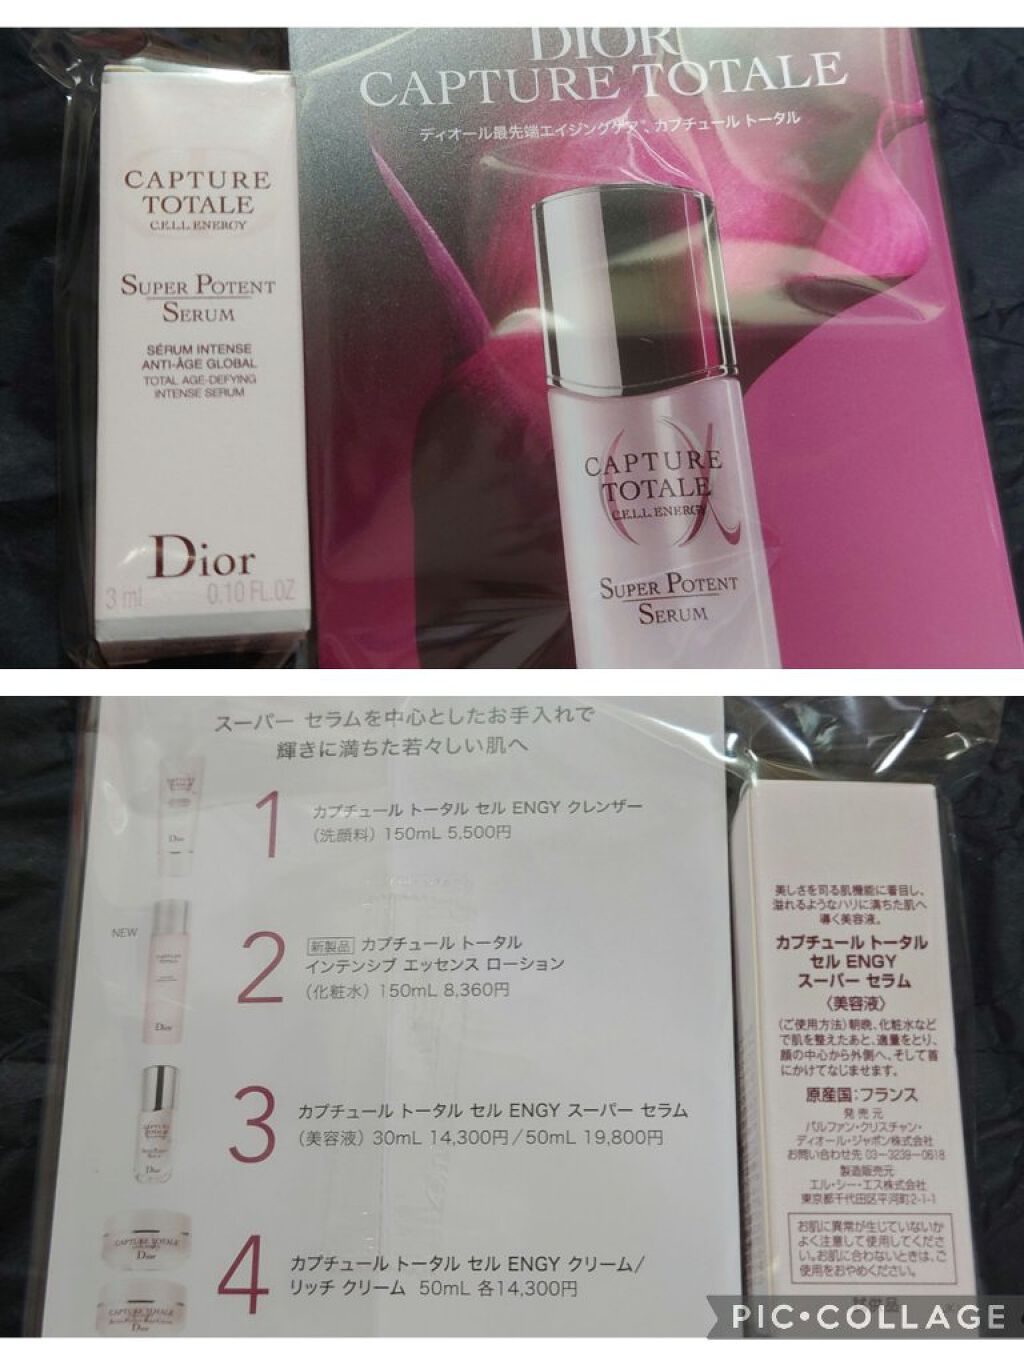 CAPTURE
TOTALE
C.E.L.L. ENERGY
SUPER POTENT
SERUM
SÉRUM INTENSE
ANTI-ÂGE GLOBAL
TOTAL AGE-DEFYING
INTENSE SERUM
Dior
3 ml 0.10 FL.OZ
DIOR
CAPTURE TOTALE
ディオール最先端エイジングケア*、カプチュール トータル
CAPTURE
TOTALE
C.E.L.L. ENERGY
SUPER POTENT
SERUM
スーパー セラムを中心としたお手入れで
輝きに満ちた若々しい肌へ
1
カプチュール トータル セル ENGY クレンザー
（洗顔料）150mL 5,500円
Dior
NEW
2
新製品 カプチュール トータル
インテンシブ エッセンス ローション
（化粧水）150mL 8,360円
Dior
3
カプチュール トータル セル ENGY スーパー セラム
（美容液）30mL 14,300円／50mL 19,800円
Dior
4
カプチュール トータル セル ENGY クリーム／
リッチ クリーム 50mL 各14,300円
CAPTURE TOTALE
Dior
CAPTURE TOTALE
Dior
美しさを司る肌機能に着目し、
溢れるようなハリに満ちた肌へ
導く美容液。
カプチュール トータル
セル ENGY
スーパー セラム
〈美容液〉
〈ご使用方法〉朝晩、化粧水など
で肌を整えたあと、適量をとり、
顔の中心から外側へ、そして首
にかけてなじませます。
原産国：フランス
発売元
パルファン・クリスチャン・
ディオール・ジャポン株式会社
お問い合わせ先 03-3239-0618
製造販売元
エル・シー・エス株式会社
東京都千代田区平河町2-1-1
お肌に異常が生じていないか
よく注意して使用してくださ
い。お肌に合わないときは、ご
使用をおやめください。
試供品
PIC•COLLAGE